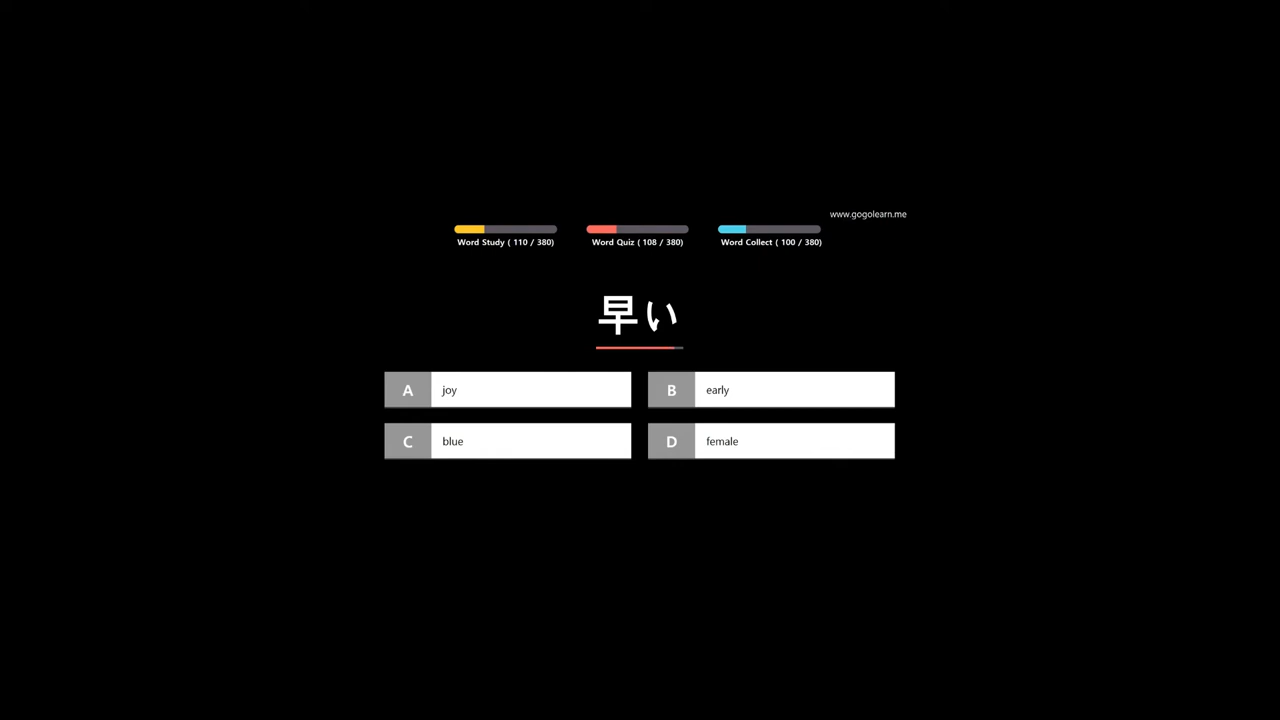 www.gogolearn.me
Word Study ( 110 / 380)
Word Quiz ( 108 / 380)
Word Collect ( 100 / 380)
早い
A joy
B early
C blue
D female